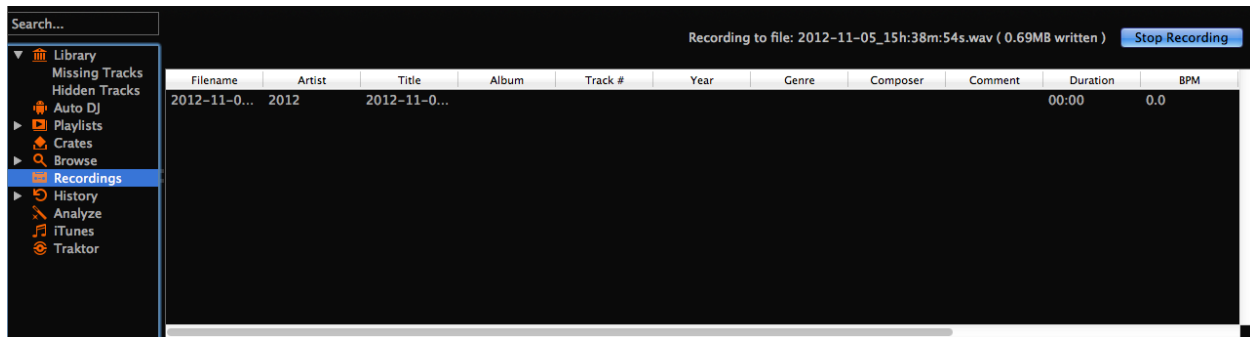 Search...
Recording to file: 2012-11-05_15h:38m:54s.wav ( 0.69MB written ) Stop Recording
Library
Missing Tracks
Hidden Tracks
Auto DJ
Playlists
Crates
Browse
Recordings
History
Analyze
iTunes
Traktor
Filename Artist Title Album Track # Year Genre Composer Comment Duration BPM
2012-11-0... 2012 2012-11-0... 00:00 0.0